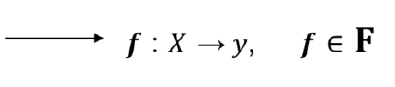 f : X → y, f ∈ F